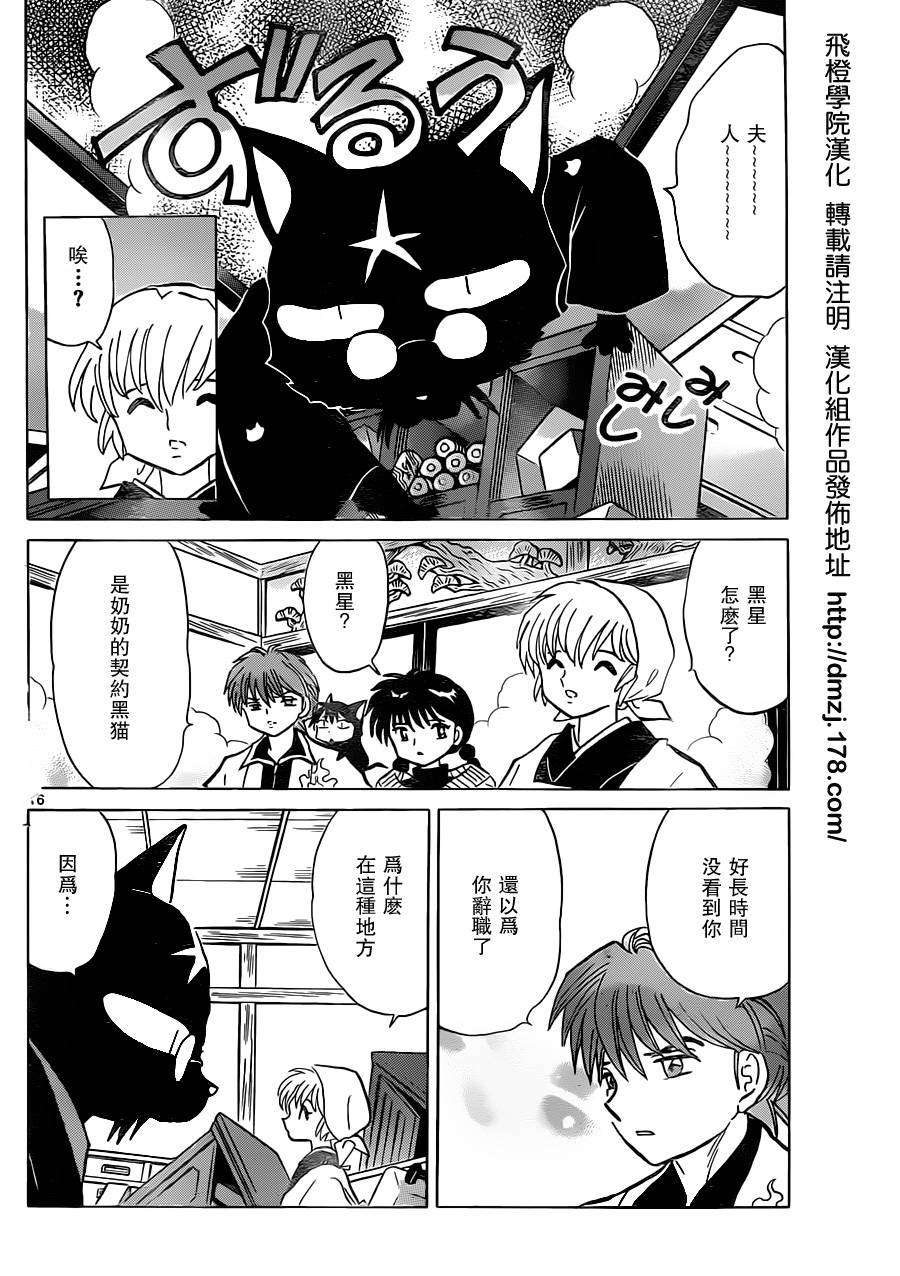 飛橙學院漢化 轉載請注明 漢化組作品發佈地址 http://dmzj.178.com/
夫~~~~~~
人~~~~~~~
ずるう
みし
みし
唉…?
黑星
怎麼了?
黑星?
是奶奶的契約黑猫
16
好長時間
没看到你
還以爲
你辭職了
爲什麽
在這種地方
因爲…